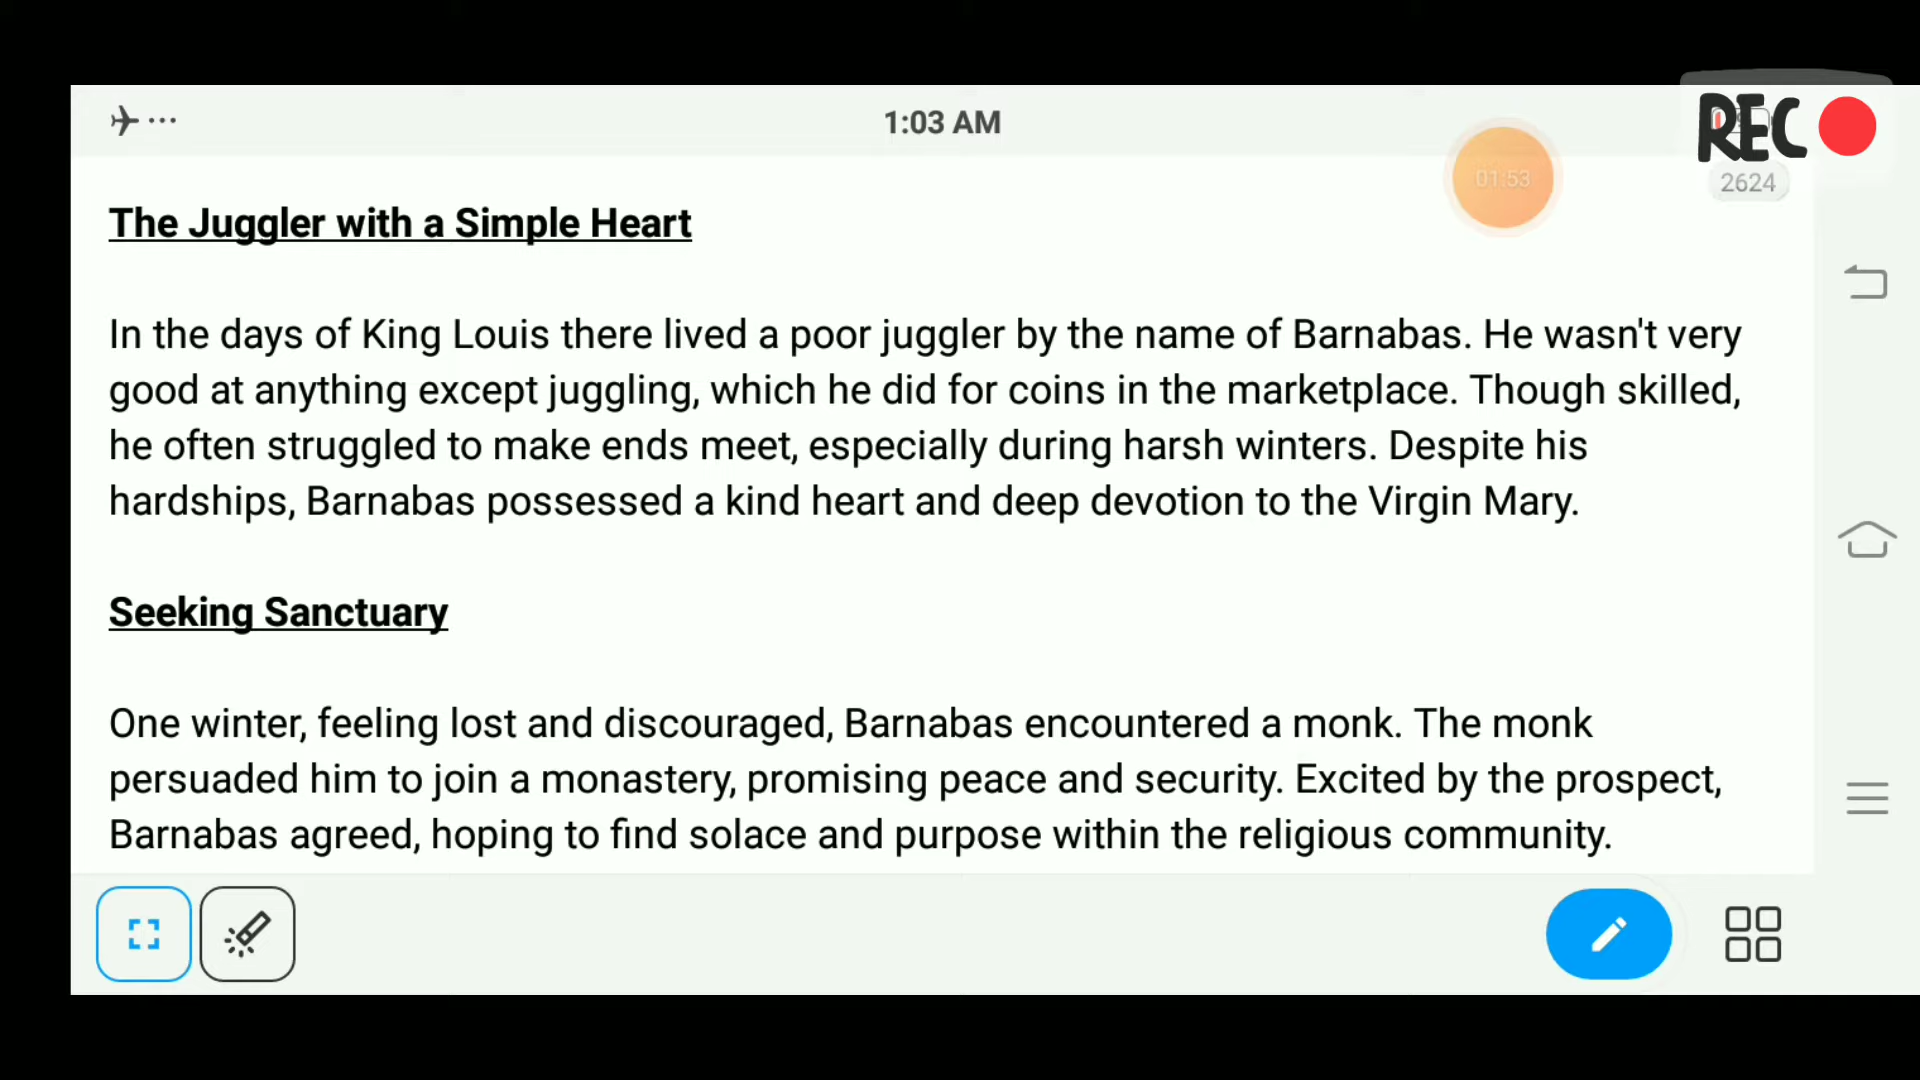 1:03 AM
REC
01:53
2624
The Juggler with a Simple Heart
In the days of King Louis there lived a poor juggler by the name of Barnabas. He wasn't very
good at anything except juggling, which he did for coins in the marketplace. Though skilled,
he often struggled to make ends meet, especially during harsh winters. Despite his
hardships, Barnabas possessed a kind heart and deep devotion to the Virgin Mary.
Seeking Sanctuary
One winter, feeling lost and discouraged, Barnabas encountered a monk. The monk
persuaded him to join a monastery, promising peace and security. Excited by the prospect,
Barnabas agreed, hoping to find solace and purpose within the religious community.